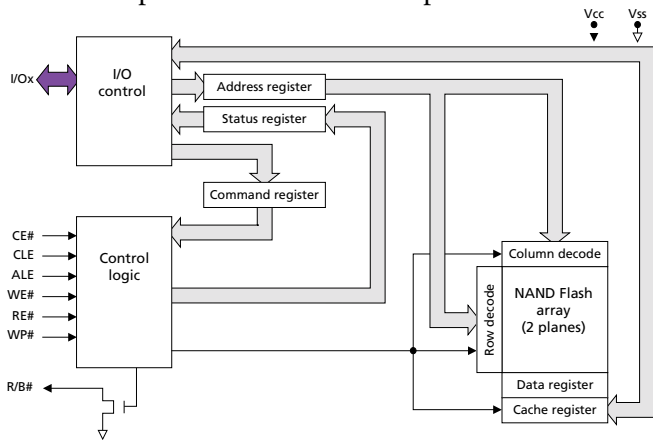 Vcc Vss
I/Ox
I/O
control
Address register
Status register
Command register
CE#
CLE
ALE
WE#
RE#
WP#
Control
logic
Column decode
Row decode
NAND Flash
array
(2 planes)
Data register
Cache register
R/B#